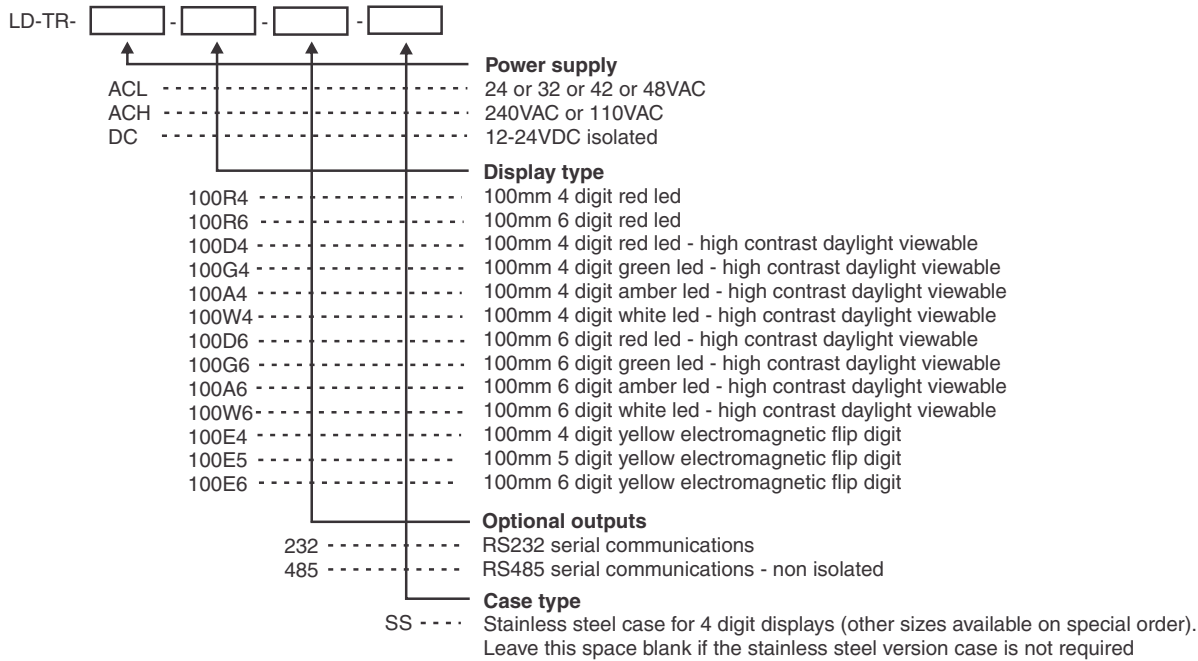 LD-TR- - - -
Power supply
ACL 24 or 32 or 42 or 48VAC
ACH 240VAC or 110VAC
DC 12-24VDC isolated
Display type
100R4 100mm 4 digit red led
100R6 100mm 6 digit red led
100D4 100mm 4 digit red led - high contrast daylight viewable
100G4 100mm 4 digit green led - high contrast daylight viewable
100A4 100mm 4 digit amber led - high contrast daylight viewable
100W4 100mm 4 digit white led - high contrast daylight viewable
100D6 100mm 6 digit red led - high contrast daylight viewable
100G6 100mm 6 digit green led - high contrast daylight viewable
100A6 100mm 6 digit amber led - high contrast daylight viewable
100W6 100mm 6 digit white led - high contrast daylight viewable
100E4 100mm 4 digit yellow electromagnetic flip digit
100E5 100mm 5 digit yellow electromagnetic flip digit
100E6 100mm 6 digit yellow electromagnetic flip digit
Optional outputs
232 RS232 serial communications
485 RS485 serial communications - non isolated
Case type
SS Stainless steel case for 4 digit displays (other sizes available on special order).
Leave this space blank if the stainless steel version case is not required